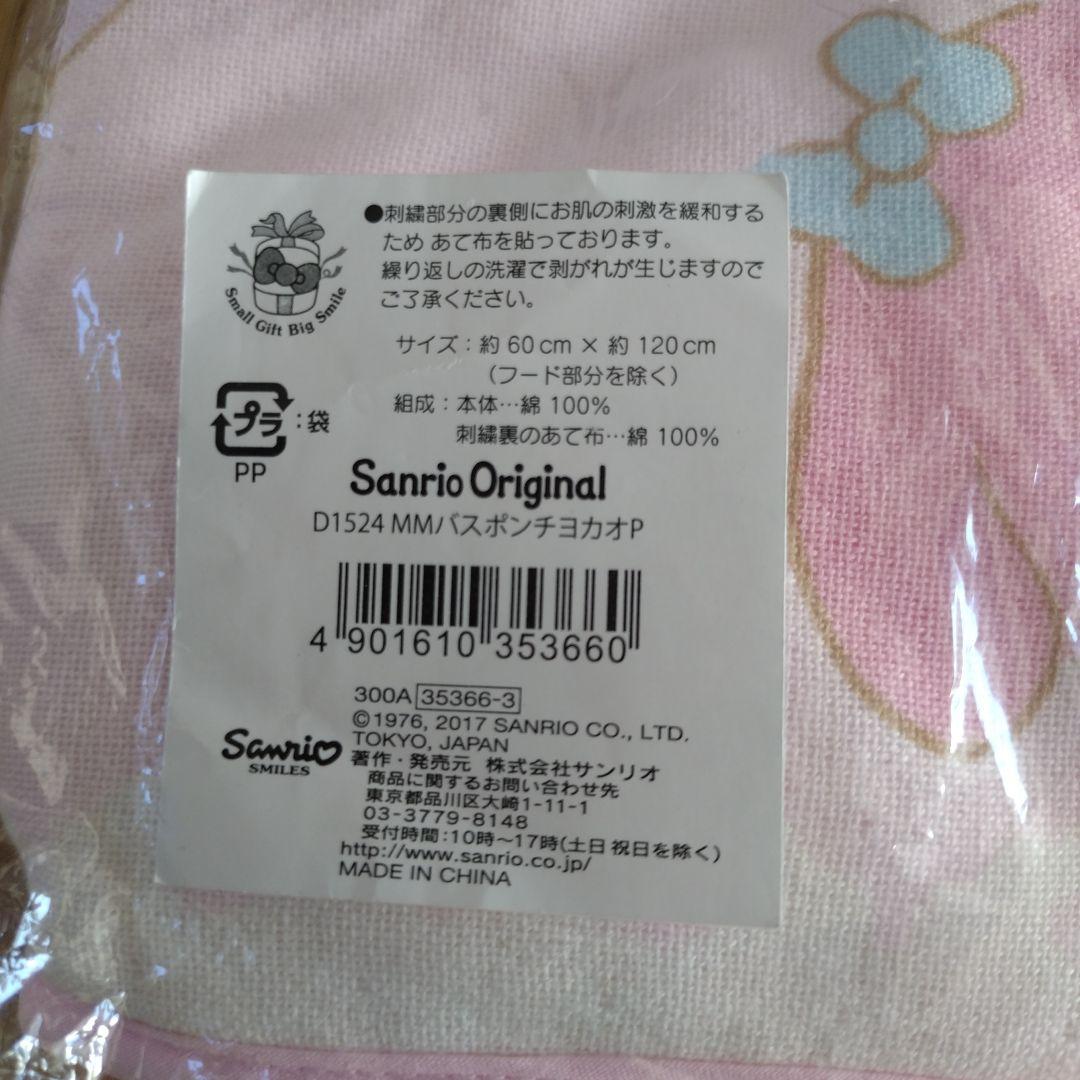 ●刺繍部分の裏側にお肌の刺激を緩和する
ため あて布を貼っております。
繰り返しの洗濯で剥がれが生じますので
ご了承ください。
Small Gift Big Smile
サイズ：約 60 cm × 約 120 cm
（フード部分を除く）
組成：本体…綿 100%
刺繍裏のあて布…綿 100%
プラ：袋
PP
Sanrio Original
D1524 MMバスポンチヨカオP
4 901610 353660
300A 35366-3
©1976, 2017 SANRIO CO., LTD.
TOKYO, JAPAN
Sanrio
SMILES
著作・発売元 株式会社サンリオ
商品に関するお問い合わせ先
東京都品川区大崎1-11-1
03-3779-8148
受付時間：10時～17時(土日 祝日を除く)
http://www.sanrio.co.jp/
MADE IN CHINA